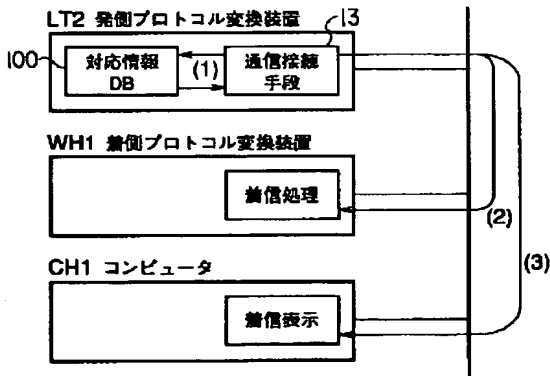 LT2 発側プロトコル変換装置
13
100
対応情報
DB
(1)
通信接続
手段
WH1 着側プロトコル変換装置
着信処理
(2)
(3)
CH1 コンピュータ
着信表示